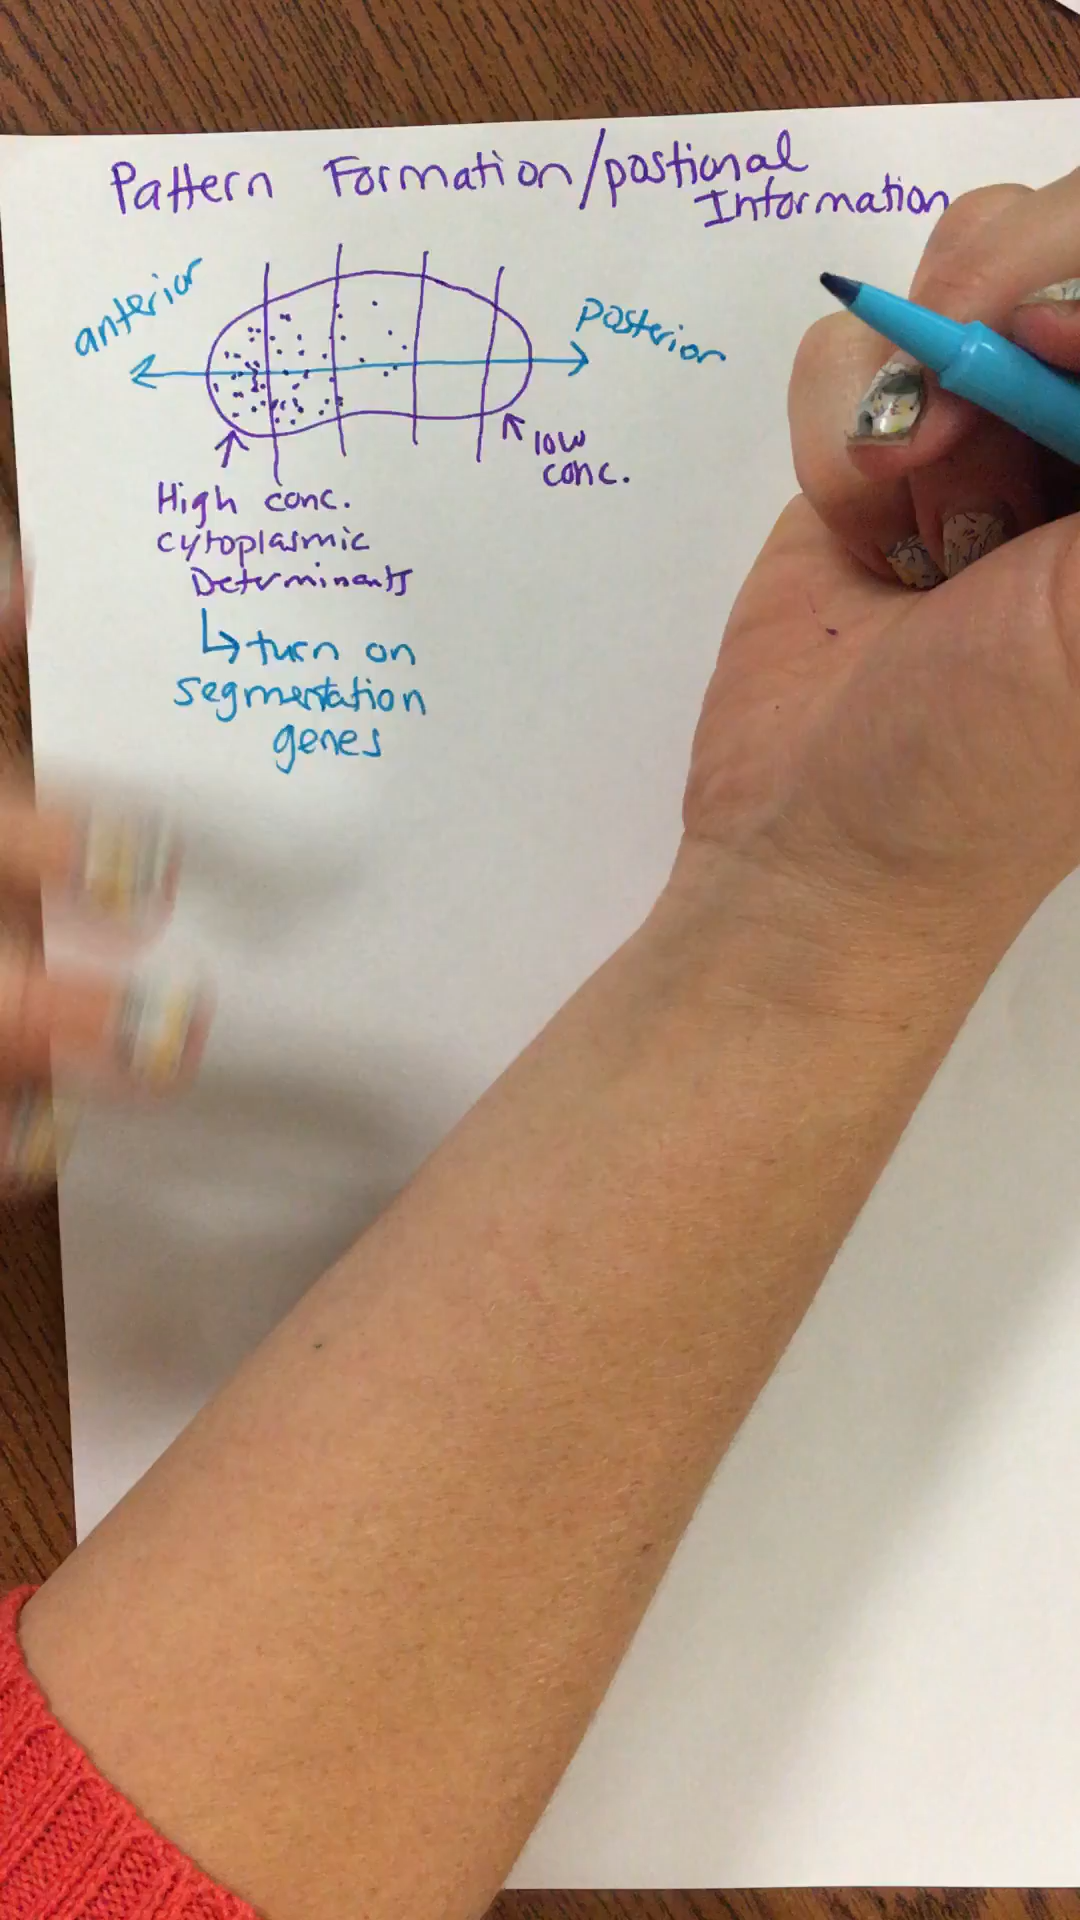 Pattern Formation/postional
Information
anterior
Posterior
low
conc.
High conc.
cytoplasmic
Determinants
↳ turn on
segmentation
genes